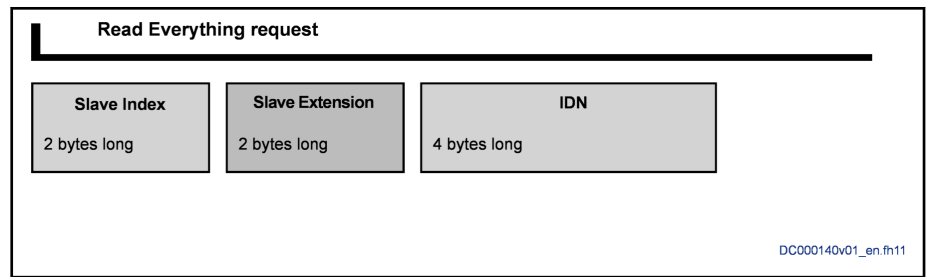 Read Everything request
Slave Index
2 bytes long
Slave Extension
2 bytes long
IDN
4 bytes long
DC000140v01_en.fh11